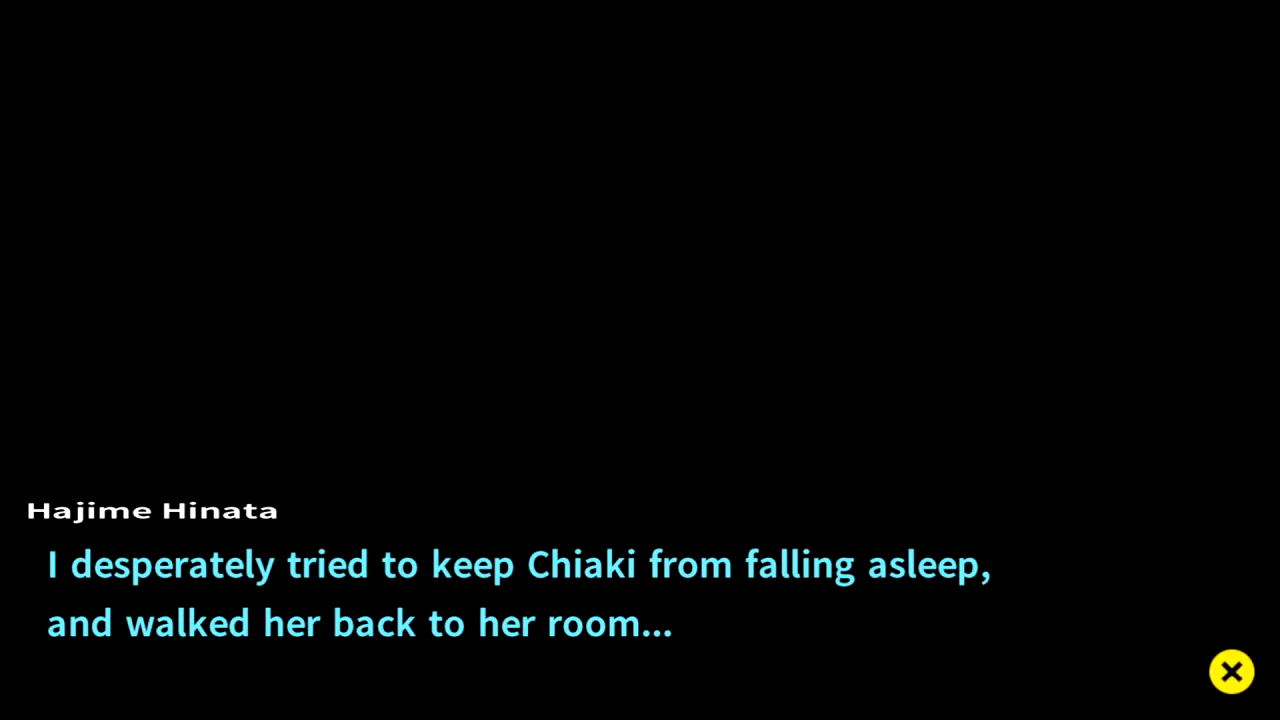 Hajime Hinata
I desperately tried to keep Chiaki from falling asleep,
and walked her back to her room...